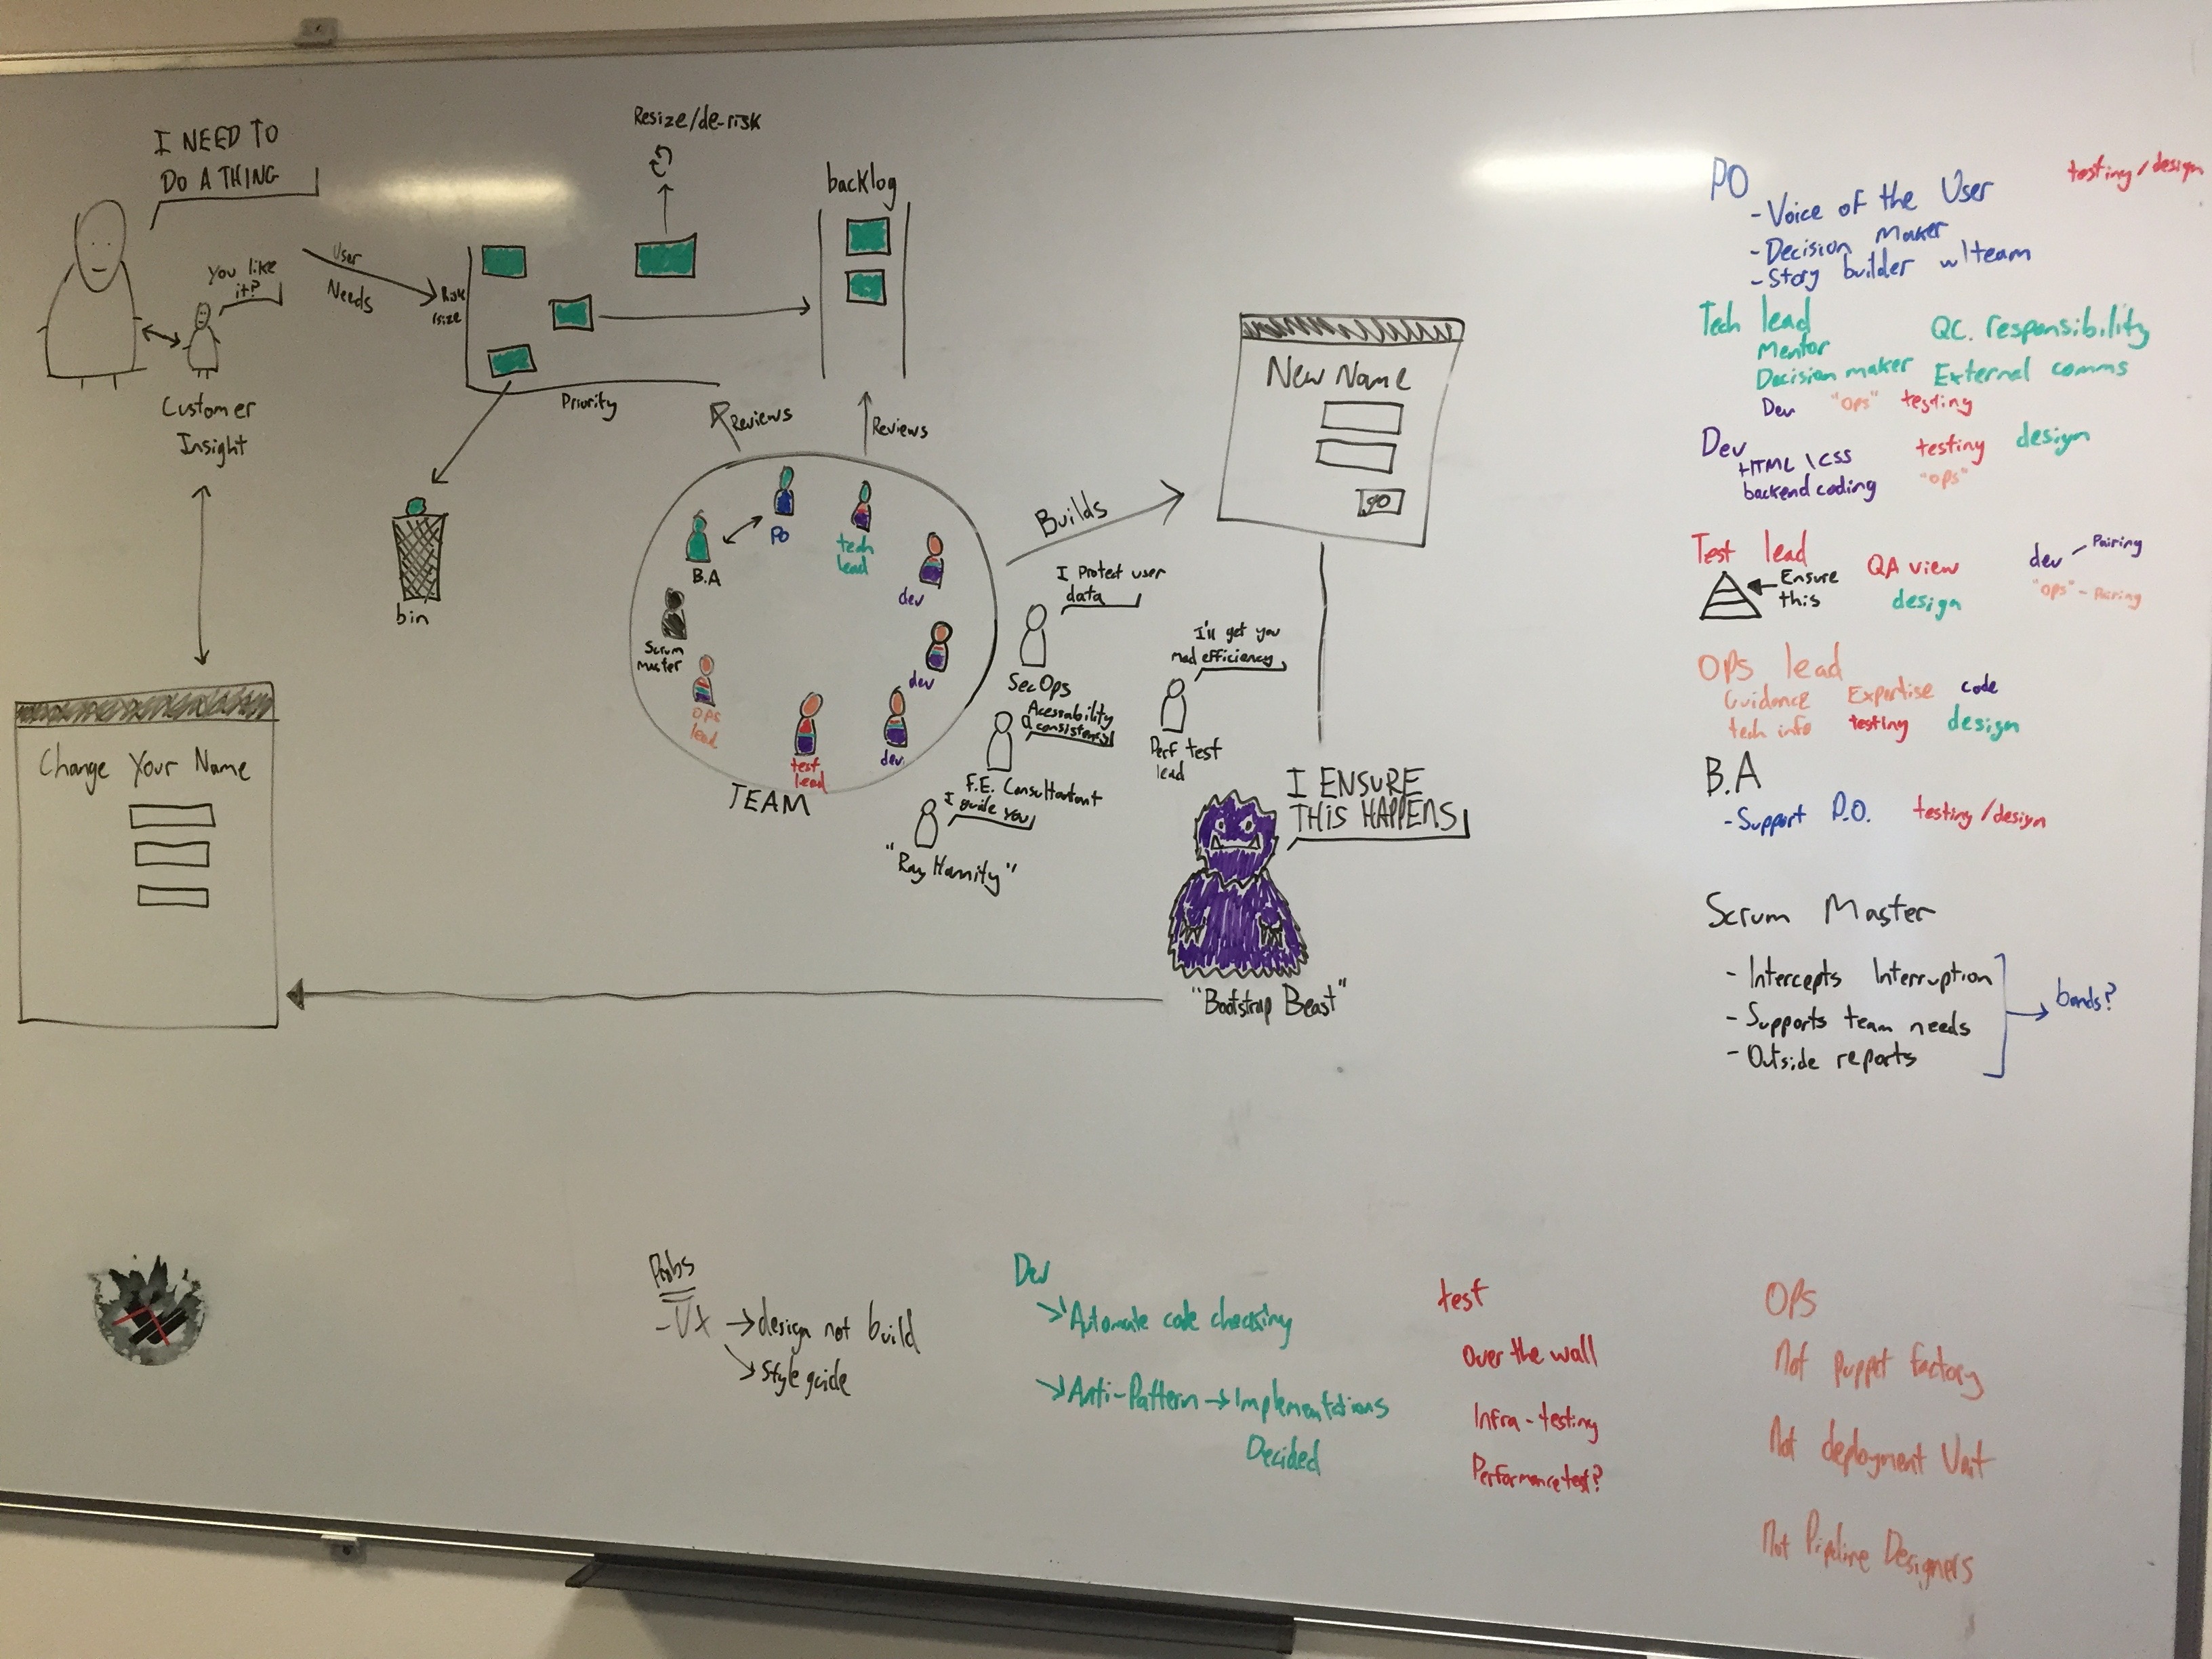 I NEED TO
DO A THING
You like
it?
Customer
Insight
User
Needs
Risk
/size
Priority
bin
Resize/de-risk
backlog
Reviews
Reviews
B.A
PO
tech
lead
dev
dev
dev
test
lead
OPS
lead
Scrum
master
TEAM
Builds
New Name
go
I Protect user
data
SecOps
Acessability
& consistency
F.E. Consultantant
I guide you
"Ray Hamity"
I'll get you
mad efficiency
Perf test
lead
I ENSURE
THIS HAPPENS
"Bootstrap Beast"
Change Your Name
PO testing/design
- Voice of the User
- Decision Maker
- Story builder w/team
Tech lead QC. responsibility
Mentor
Decision maker External comms
Dev "Ops" testing
Dev testing design
HTML \ CSS
backend coding "ops"
Test lead QA view dev - Pairing
Ensure
this design "ops" - Pairing
OPS lead
Guidance Expertise code
tech info testing design
B.A
- Support P.O. testing/design
Scrum Master
- Intercepts Interruption
- Supports team needs
- Outside reports
bands?
Probs
- UX → design not build
→ Style guide
Dev
→ Automate code checking
→ Anti-Pattern → Implementations
Decided
test
Over the wall
Infra-testing
Performance test?
OPS
Not puppet factory
Not deployment Unit
Not Pipeline Designers